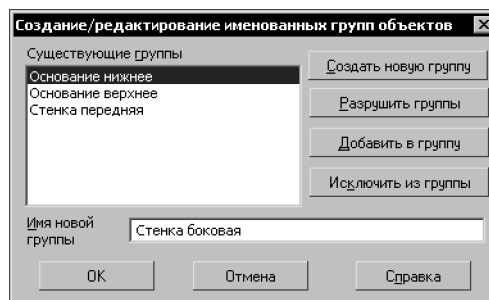 Создание/редактирование именованных групп объектов
Существующие группы
Основание нижнее
Основание верхнее
Стенка передняя
Создать новую группу
Разрушить группы
Добавить в группу
Исключить из группы
Имя новой группы
Стенка боковая
OK
Отмена
Справка